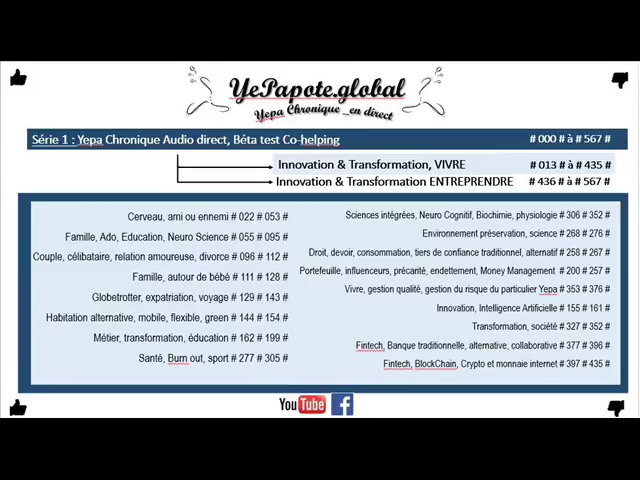 YePapote.global
Yepa Chronique _en direct
Série 1 : Yepa Chronique Audio direct, Béta test Co-helping # 000 # à # 567 #
Innovation & Transformation, VIVRE # 013 # à # 435 #
Innovation & Transformation ENTREPRENDRE # 436 # à # 567 #
Cerveau, ami ou ennemi # 022 # 053 #
Famille, Ado, Education, Neuro Science # 055 # 095 #
Couple, célibataire, relation amoureuse, divorce # 096 # 112 #
Famille, autour de bébé # 111 # 128 #
Globetrotter, expatriation, voyage # 129 # 143 #
Habitation alternative, mobile, flexible, green # 144 # 154 #
Métier, transformation, éducation # 162 # 199 #
Santé, Burn out, sport # 277 # 305 #
Sciences intégrées, Neuro Cognitif, Biochimie, physiologie # 306 # 352 #
Environnement préservation, science # 268 # 276 #
Droit, devoir, consommation, tiers de confiance traditionnel, alternatif # 258 # 267 #
Portefeuille, influenceurs, précarité, endettement, Money Management # 200 # 257 #
Vivre, gestion qualité, gestion du risque du particulier Yepa # 353 # 376 #
Innovation, Intelligence Artificielle # 155 # 161 #
Transformation, société # 327 # 352 #
Fintech, Banque traditionnelle, alternative, collaborative # 377 # 396 #
Fintech, BlockChain, Crypto et monnaie internet # 397 # 435 #
YouTube f